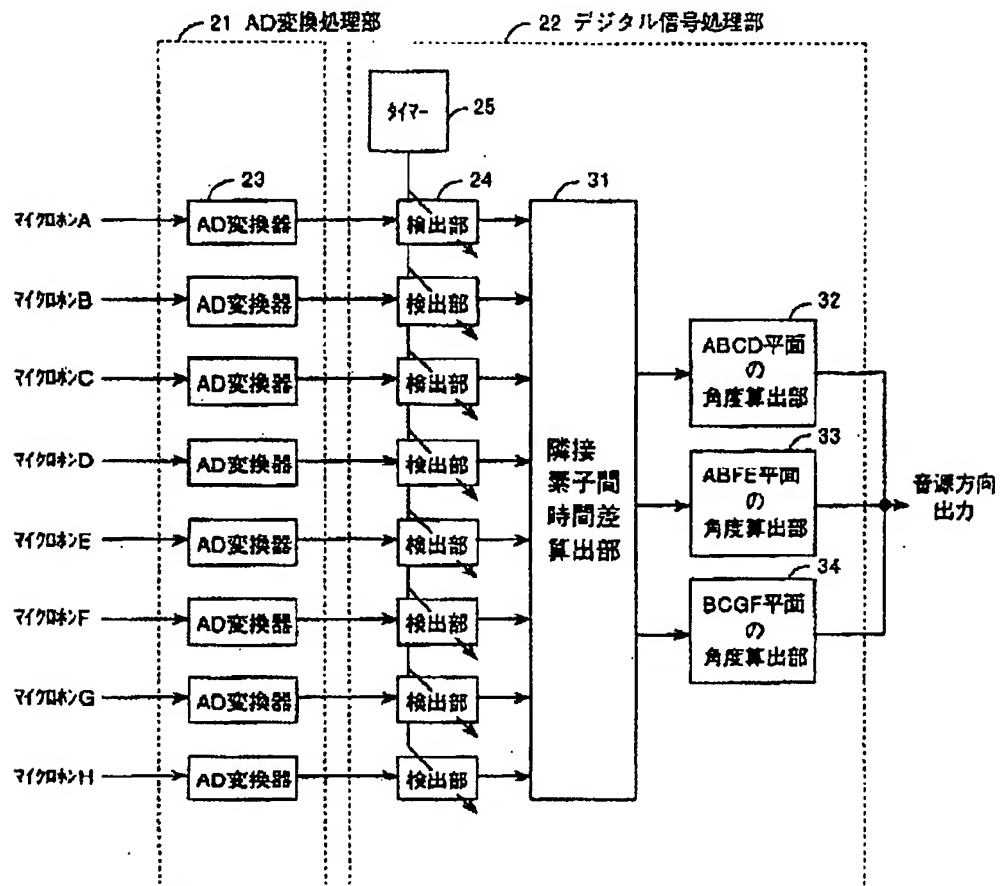 21 AD変換処理部
22 デジタル信号処理部
タイマー
25
23
24
31
マイクロホンA
AD変換器
検出部
マイクロホンB
AD変換器
検出部
マイクロホンC
AD変換器
検出部
マイクロホンD
AD変換器
検出部
マイクロホンE
AD変換器
検出部
マイクロホンF
AD変換器
検出部
マイクロホンG
AD変換器
検出部
マイクロホンH
AD変換器
検出部
隣接
素子間
時間差
算出部
32
ABCD平面
の
角度算出部
33
ABFE平面
の
角度算出部
34
BCGF平面
の
角度算出部
音源方向
出力